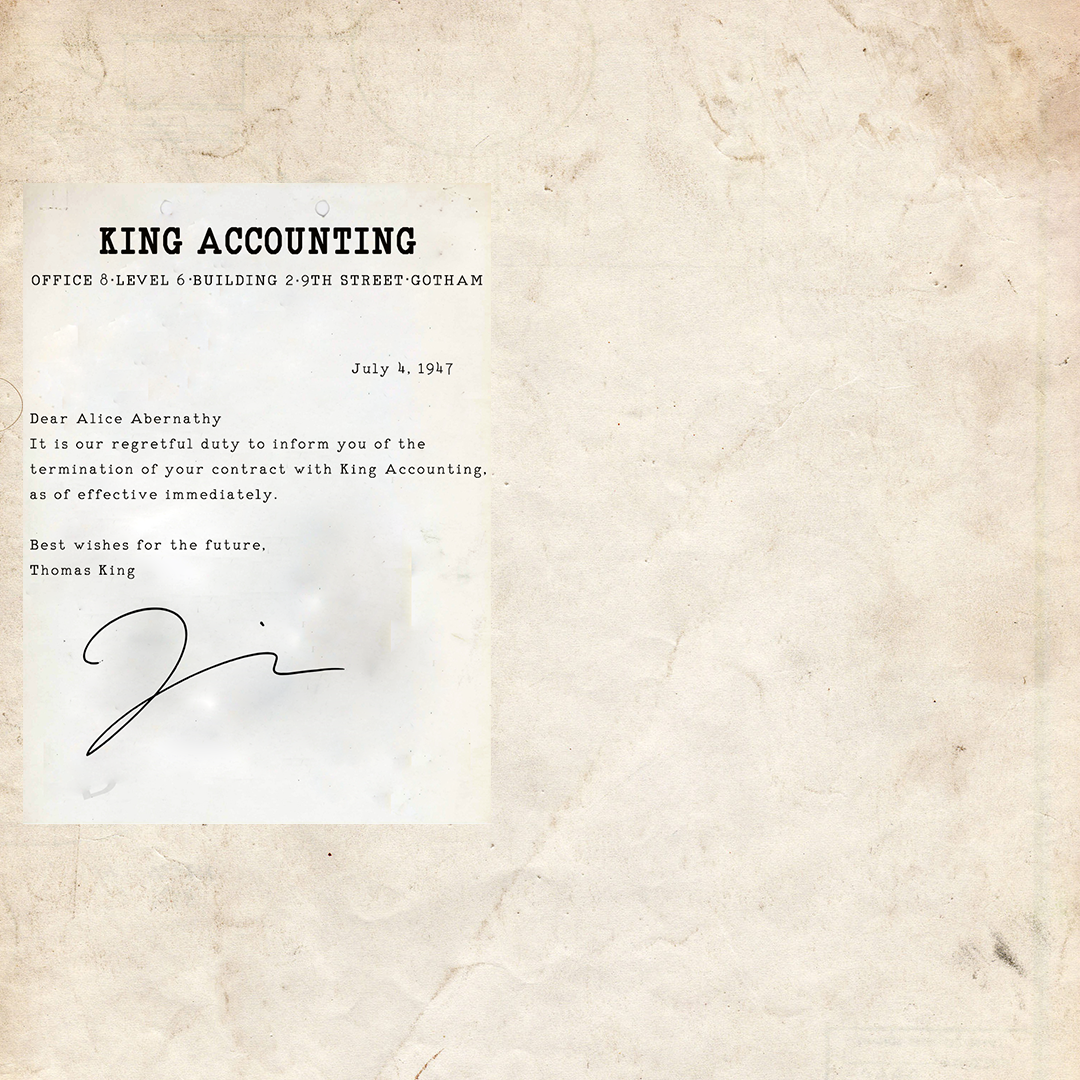 KING ACCOUNTING
OFFICE 8·LEVEL 6·BUILDING 2·9TH STREET·GOTHAM
July 4, 1947
Dear Alice Abernathy
It is our regretful duty to inform you of the
termination of your contract with King Accounting,
as of effective immediately.
Best wishes for the future,
Thomas King